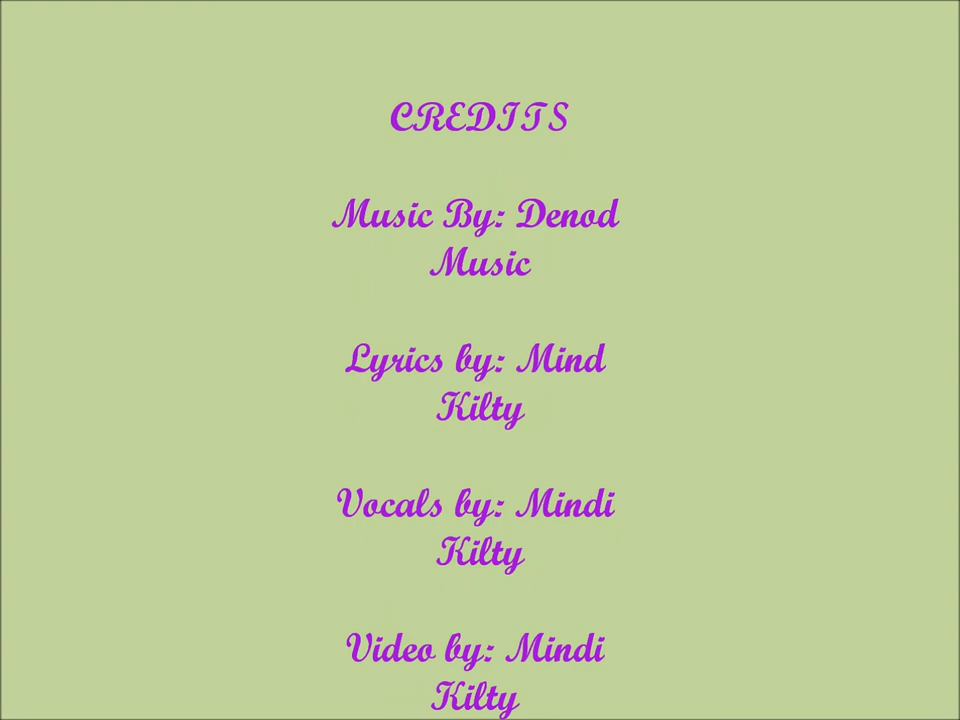 CREDITS
Music By: Denod
Music
Lyrics by: Mind
Kilty
Vocals by: Mindi
Kilty
Video by: Mindi
Kilty